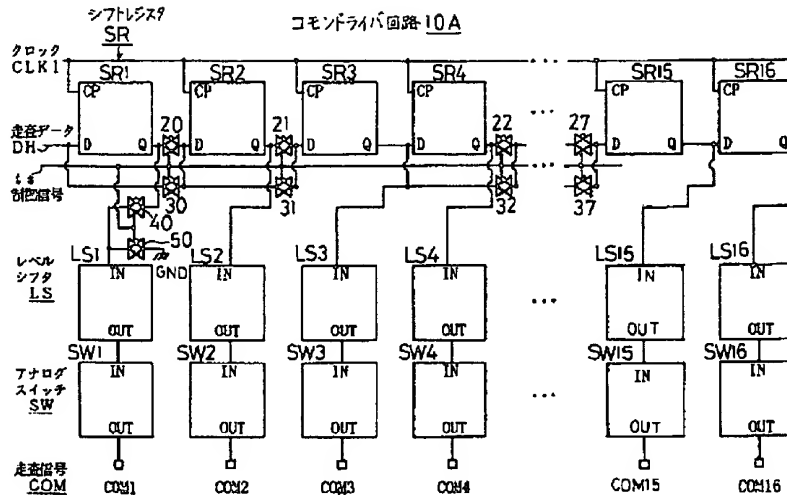 シフトレジスタ
SR
コモンドライバ回路10A
クロック
CLK1
SR1 SR2 SR3 SR4 ... SR15 SR16
CP CP CP CP ... CP CP
走査データ
DH
D Q 20 D Q 21 D Q D Q 22 ... 27 D Q D Q
制御信号
30 31 32 37
40
50
GND
レベル
シフタ
LS
LS1 LS2 LS3 LS4 LS15 LS16
IN IN IN IN IN IN
OUT OUT OUT OUT ... OUT OUT
アナログ
スイッチ
SW
SW1 SW2 SW3 SW4 SW15 SW16
IN IN IN IN IN IN
OUT OUT OUT OUT ... OUT OUT
走査信号
COM
COM1 COM2 COM3 COM4 COM15 COM16